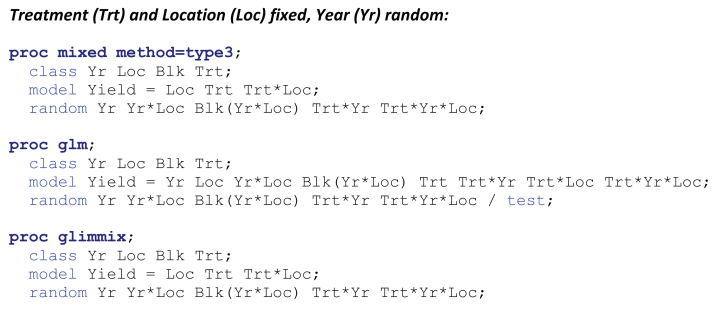 Treatment (Trt) and Location (Loc) fixed, Year (Yr) random:
proc mixed method=type3;
class Yr Loc Blk Trt;
model Yield = Loc Trt Trt*Loc;
random Yr Yr*Loc Blk(Yr*Loc) Trt*Yr Trt*Yr*Loc;
proc glm;
class Yr Loc Blk Trt;
model Yield = Yr Loc Yr*Loc Blk(Yr*Loc) Trt Trt*Yr Trt*Loc Trt*Yr*Loc;
random Yr Yr*Loc Blk(Yr*Loc) Trt*Yr Trt*Yr*Loc / test;
proc glimmix;
class Yr Loc Blk Trt;
model Yield = Loc Trt Trt*Loc;
random Yr Yr*Loc Blk(Yr*Loc) Trt*Yr Trt*Yr*Loc;